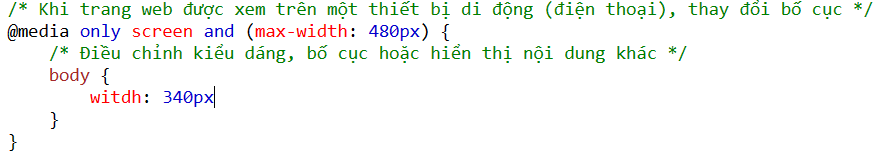 /* Khi trang web được xem trên một thiết bị di động (điện thoại), thay đổi bố cục */
@media only screen and (max-width: 480px) {
/* Điều chỉnh kiểu dáng, bố cục hoặc hiển thị nội dung khác */
body {
witdh: 340px
}
}